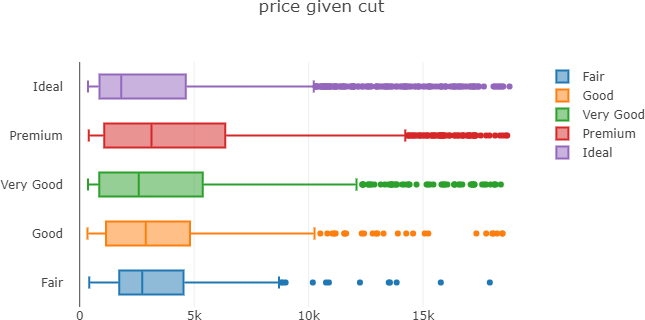 price given cut
Ideal
Premium
Very Good
Good
Fair
0
5k
10k
15k
Fair
Good
Very Good
Premium
Ideal